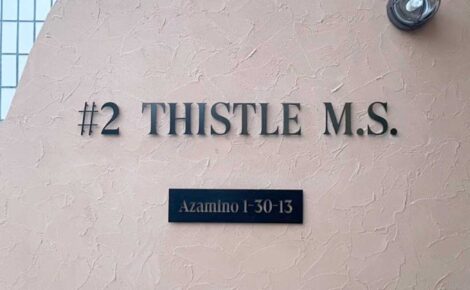 #2 THISTLE M.S.
Azamino 1-30-13